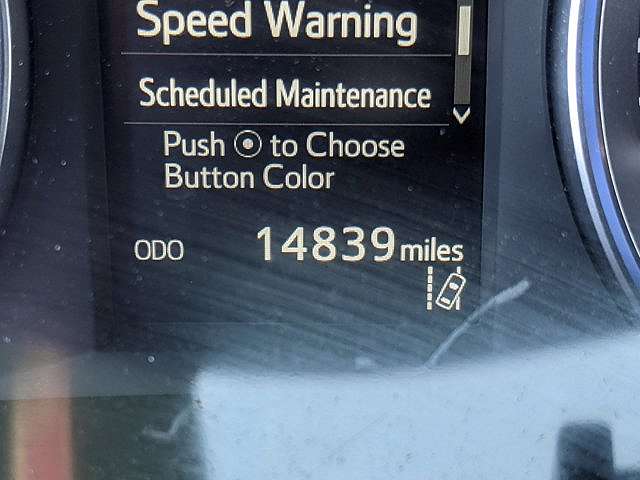 Speed Warning
Scheduled Maintenance
Push to Choose
Button Color
ODO 14839 miles